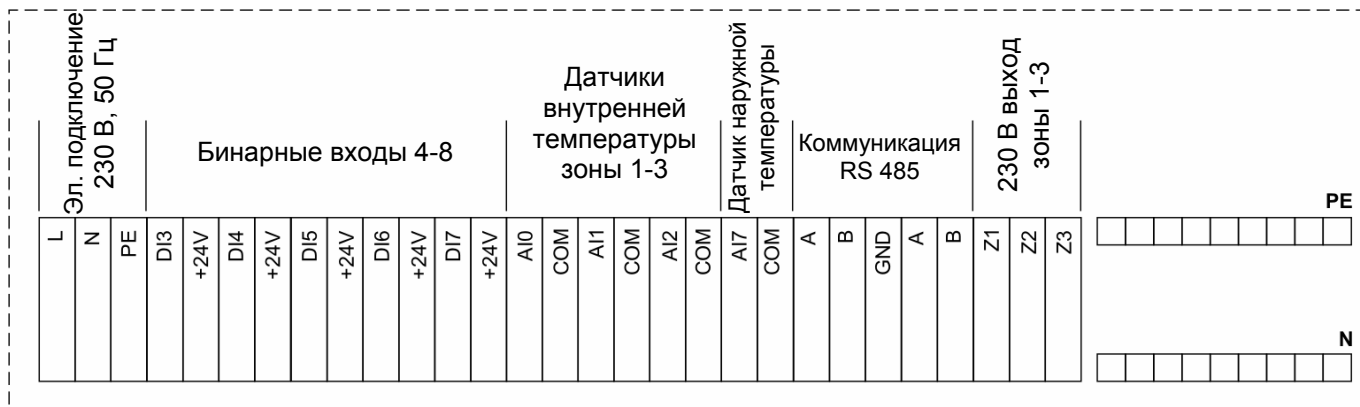 Эл. подключение
230 В, 50 Гц
Бинарные входы 4-8
Датчики
внутренней
температуры
зоны 1-3
Датчик наружной
температуры
Коммуникация
RS 485
230 В выход
зоны 1-3
L
N
PE
DI3
+24V
DI4
+24V
DI5
+24V
DI6
+24V
DI7
+24V
AI0
COM
AI1
COM
AI2
COM
AI7
COM
A
B
GND
A
B
Z1
Z2
Z3
PE
N